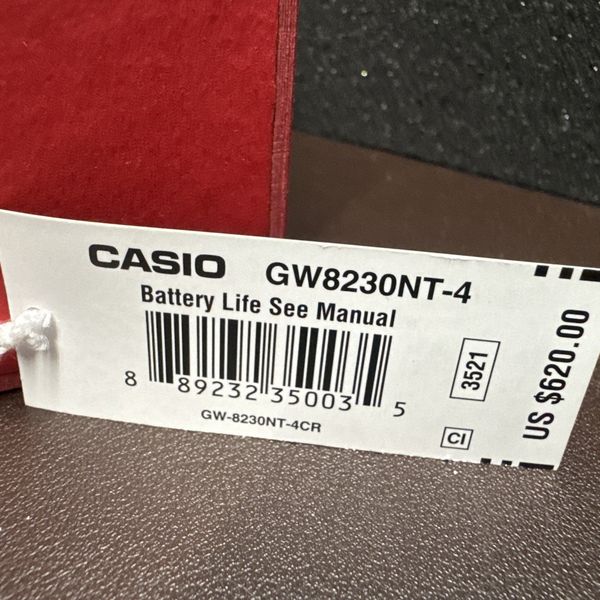 CASIO GW8230NT-4
Battery Life See Manual
8 89232 35003 5
GW-8230NT-4CR
3521
CI
US $620.00